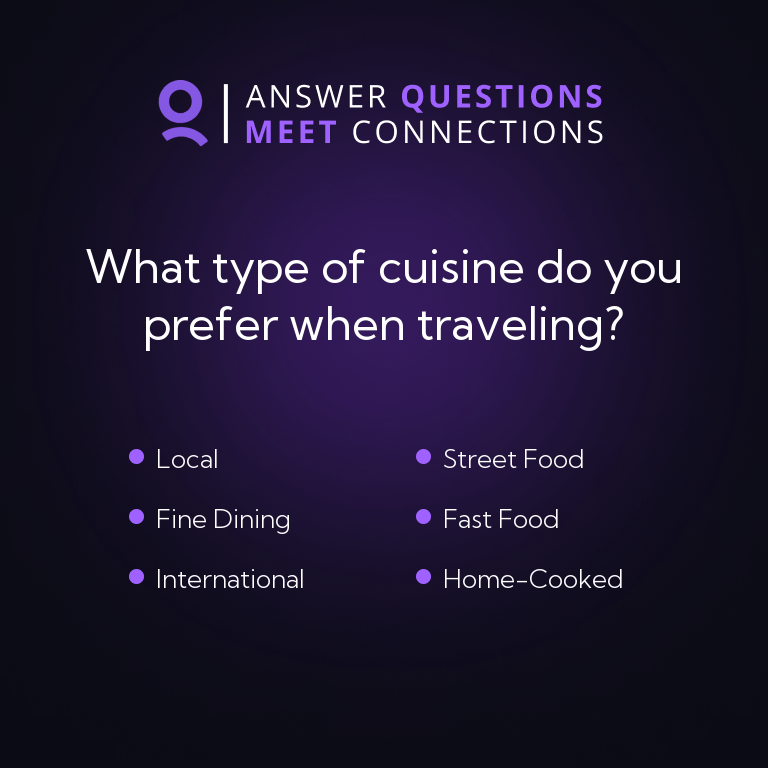 ANSWER QUESTIONS
MEET CONNECTIONS
What type of cuisine do you
prefer when traveling?
Local
Fine Dining
International
Street Food
Fast Food
Home-Cooked